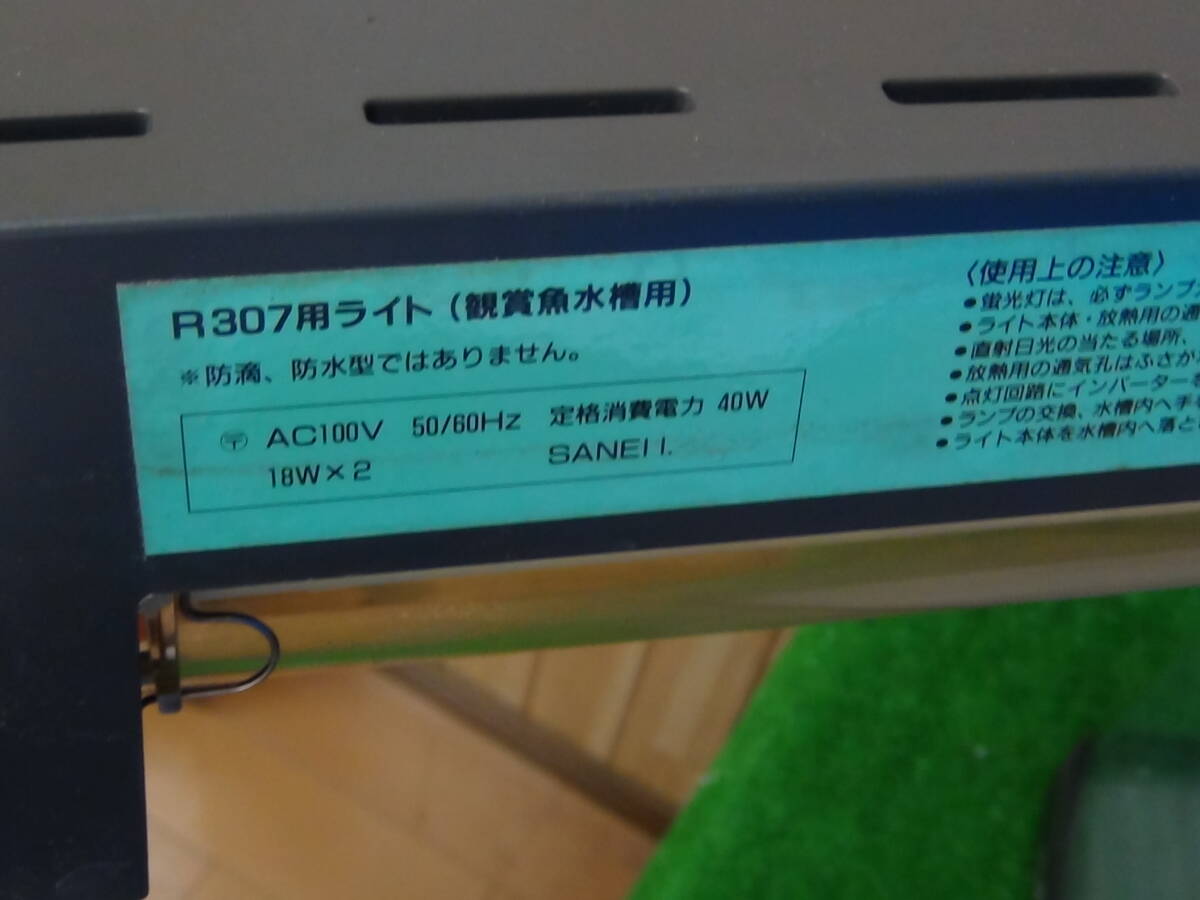 R307用ライト(観賞魚水槽用)
※防滴、防水型ではありません。
〒 AC100V 50/60Hz 定格消費電力 40W
18W×2 SANEI I.
〈使用上の注意〉
●蛍光灯は、必ずランプ
●ライト本体・放熱用の通
●直射日光の当たる場所、
●放熱用の通気孔はふさが
●点灯回路にインバーターを
●ランプの交換、水槽内へ手
●ライト本体を水槽内へ落と